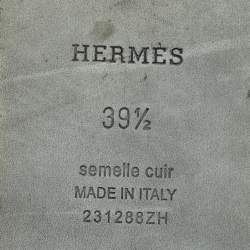 HERMÈS
39½
semelle cuir
MADE IN ITALY
231288ZH